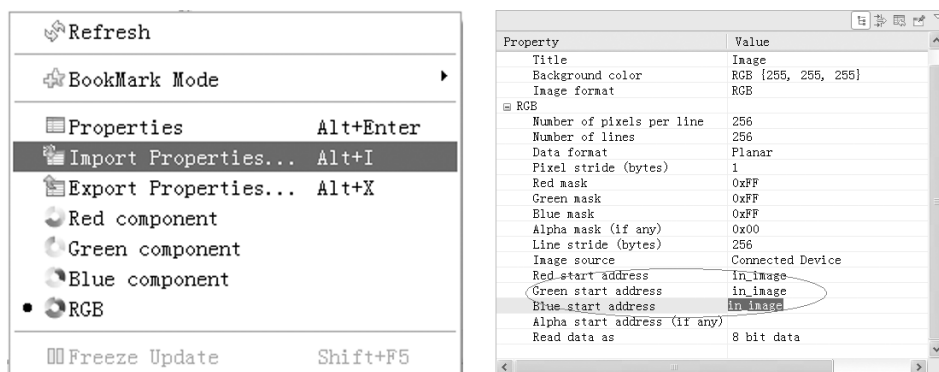 Refresh
BookMark Mode
Properties Alt+Enter
Import Properties... Alt+I
Export Properties... Alt+X
Red component
Green component
Blue component
RGB
Freeze Update Shift+F5
Property Value
Title Image
Background color RGB {255, 255, 255}
Image format RGB
RGB
Number of pixels per line 256
Number of lines 256
Data format Planar
Pixel stride (bytes) 1
Red mask 0xFF
Green mask 0xFF
Blue mask 0xFF
Alpha mask (if any) 0x00
Line stride (bytes) 256
Image source Connected Device
Red start address in_image
Green start address in_image
Blue start address in_image
Alpha start address (if any)
Read data as 8 bit data